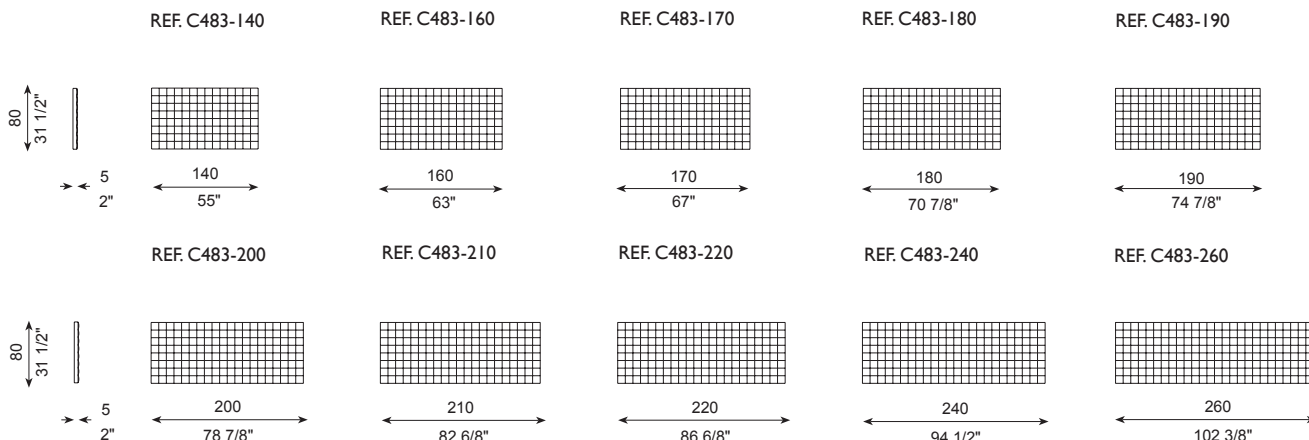 REF. C483-140 REF. C483-160 REF. C483-170 REF. C483-180 REF. C483-190
80
31 1/2"
5 140 160 170 180 190
2" 55" 63" 67" 70 7/8" 74 7/8"
REF. C483-200 REF. C483-210 REF. C483-220 REF. C483-240 REF. C483-260
80
31 1/2"
5 200 210 220 240 260
2" 78 7/8" 82 6/8" 86 6/8" 94 1/2" 102 3/8"